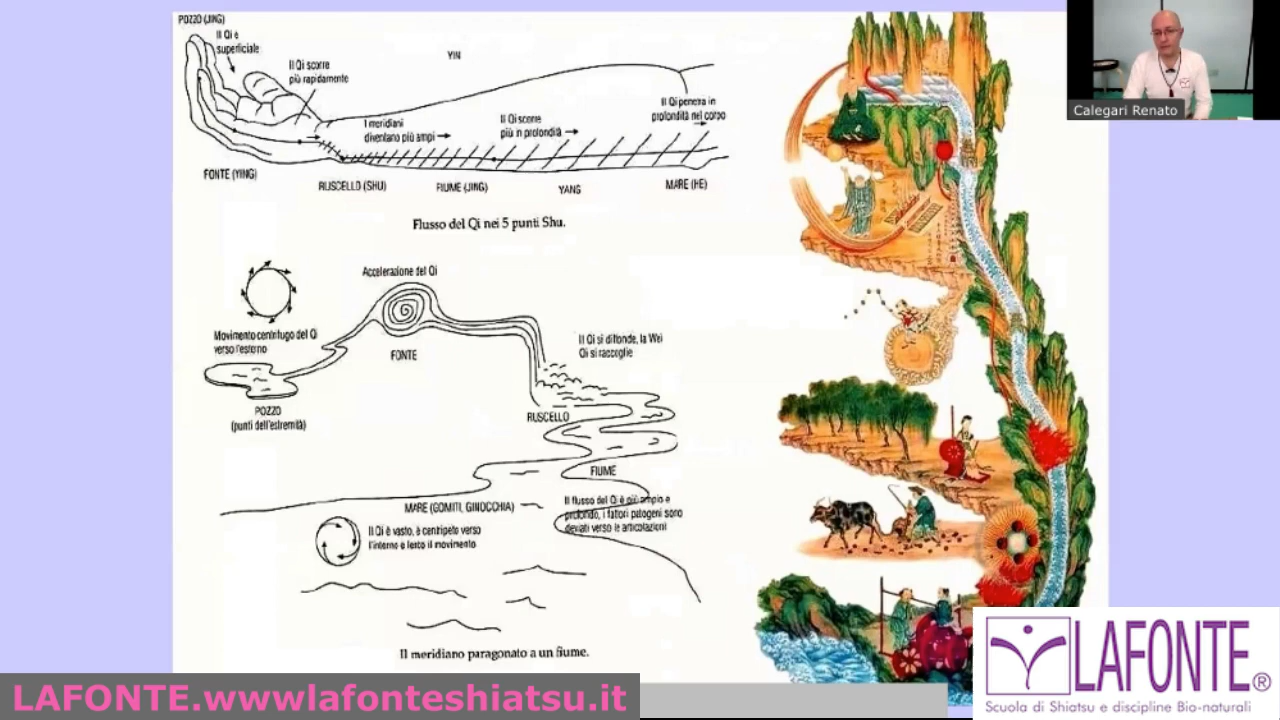 POZZO (JING)
Il Qi è
superficiale
Il Qi scorre
più rapidamente
YIN
I meridiani
diventano più ampi
Il Qi scorre
più in profondità
Il Qi penetra in
profondità nel corpo
FONTE (YING)
RUSCELLO (SHU)
FIUME (JING)
YANG
MARE (HE)
Flusso del Qi nei 5 punti Shu.
Accelerazione del Qi
Movimento centrifugo del Qi
verso l'esterno
FONTE
Il Qi si diffonde, la Wei
Qi si raccoglie
POZZO
(punti dell'estremità)
RUSCELLO
FIUME
MARE (GOMITI, GINOCCHIA)
Il flusso del Qi è più ampio e
profondo, i fattori patogeni sono
deviati verso le articolazioni
Il Qi è vasto, è centripeto verso
l'interno e lento il movimento
Il meridiano paragonato a un fiume.
Calegari Renato
LAFONTE.wwwlafonteshiatsu.it
LAFONTE®
Scuola di Shiatsu e discipline Bio-naturali